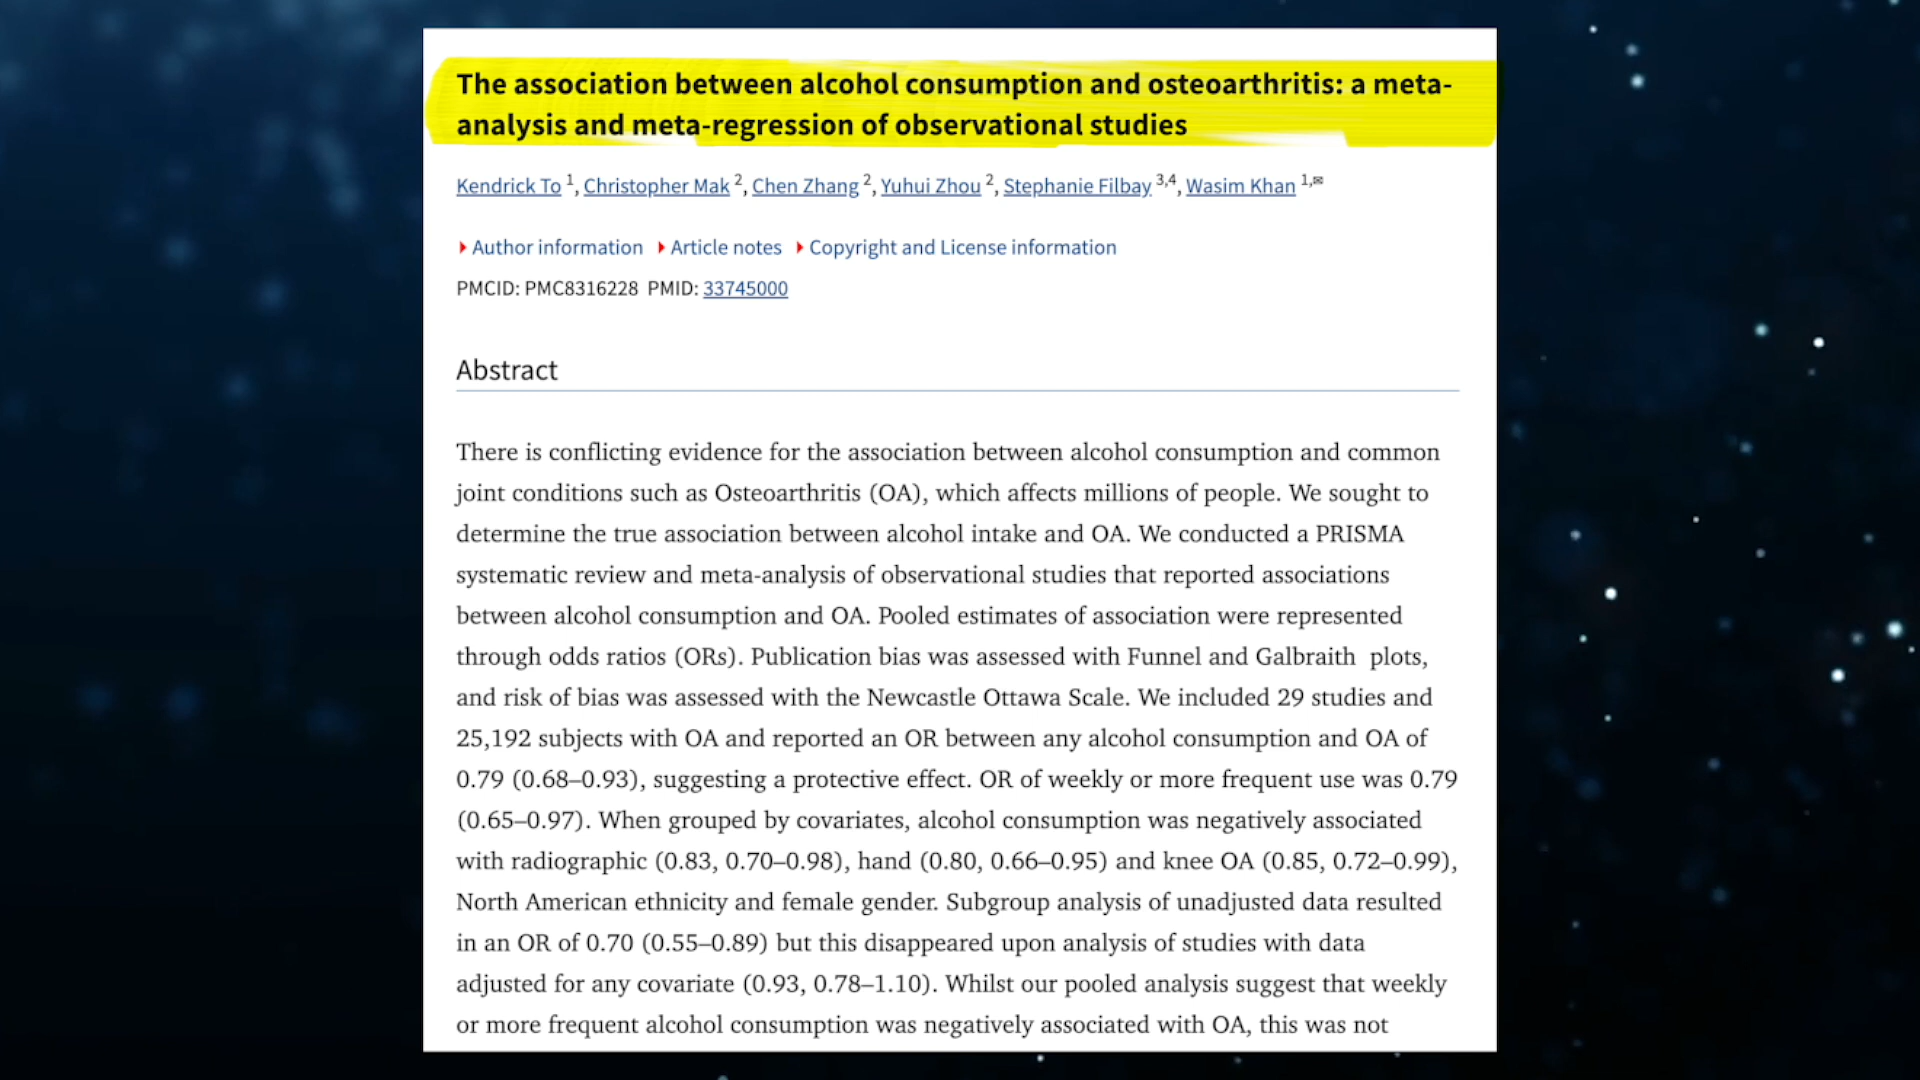 The association between alcohol consumption and osteoarthritis: a meta-
analysis and meta-regression of observational studies
Kendrick To 1, Christopher Mak 2, Chen Zhang 2, Yuhui Zhou 2, Stephanie Filbay 3,4, Wasim Khan 1,✉
Author information Article notes Copyright and License information
PMCID: PMC8316228 PMID: 33745000
Abstract
There is conflicting evidence for the association between alcohol consumption and common
joint conditions such as Osteoarthritis (OA), which affects millions of people. We sought to
determine the true association between alcohol intake and OA. We conducted a PRISMA
systematic review and meta-analysis of observational studies that reported associations
between alcohol consumption and OA. Pooled estimates of association were represented
through odds ratios (ORs). Publication bias was assessed with Funnel and Galbraith plots,
and risk of bias was assessed with the Newcastle Ottawa Scale. We included 29 studies and
25,192 subjects with OA and reported an OR between any alcohol consumption and OA of
0.79 (0.68–0.93), suggesting a protective effect. OR of weekly or more frequent use was 0.79
(0.65–0.97). When grouped by covariates, alcohol consumption was negatively associated
with radiographic (0.83, 0.70–0.98), hand (0.80, 0.66–0.95) and knee OA (0.85, 0.72–0.99),
North American ethnicity and female gender. Subgroup analysis of unadjusted data resulted
in an OR of 0.70 (0.55–0.89) but this disappeared upon analysis of studies with data
adjusted for any covariate (0.93, 0.78–1.10). Whilst our pooled analysis suggest that weekly
or more frequent alcohol consumption was negatively associated with OA, this was not